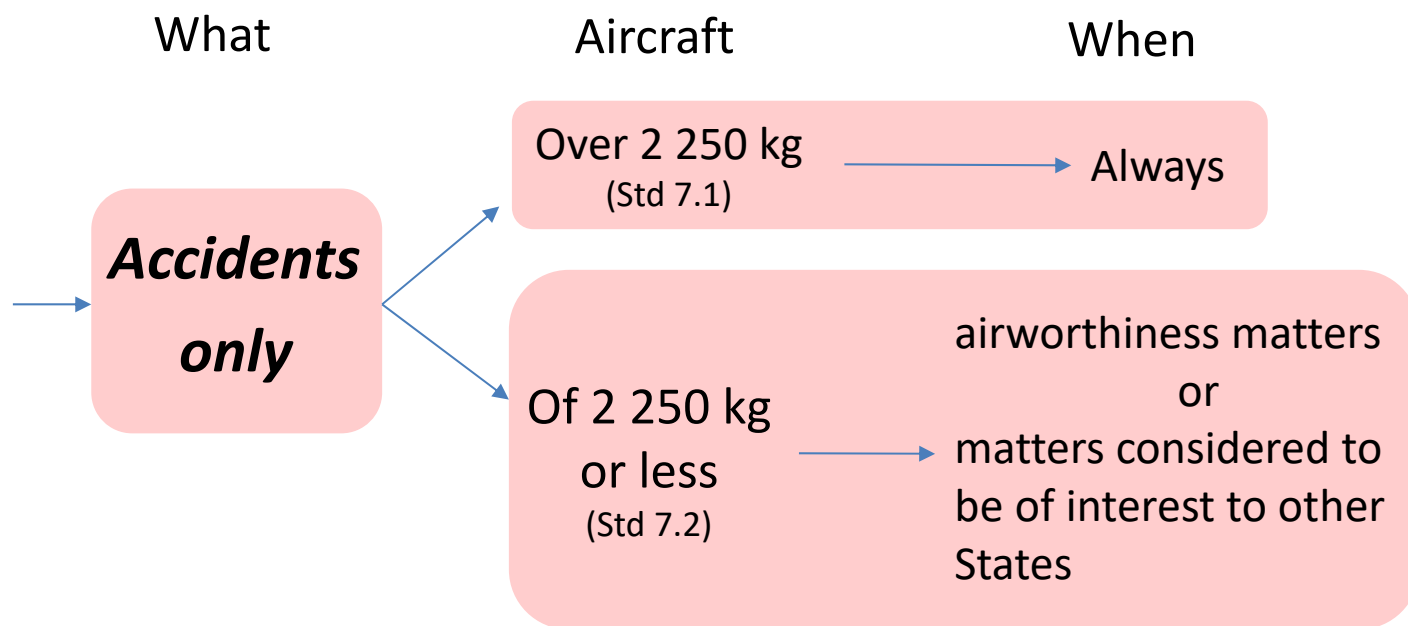 What
Aircraft
When
Accidents
only
Over 2 250 kg
(Std 7.1)
Always
Of 2 250 kg
or less
(Std 7.2)
airworthiness matters
or
matters considered to
be of interest to other
States